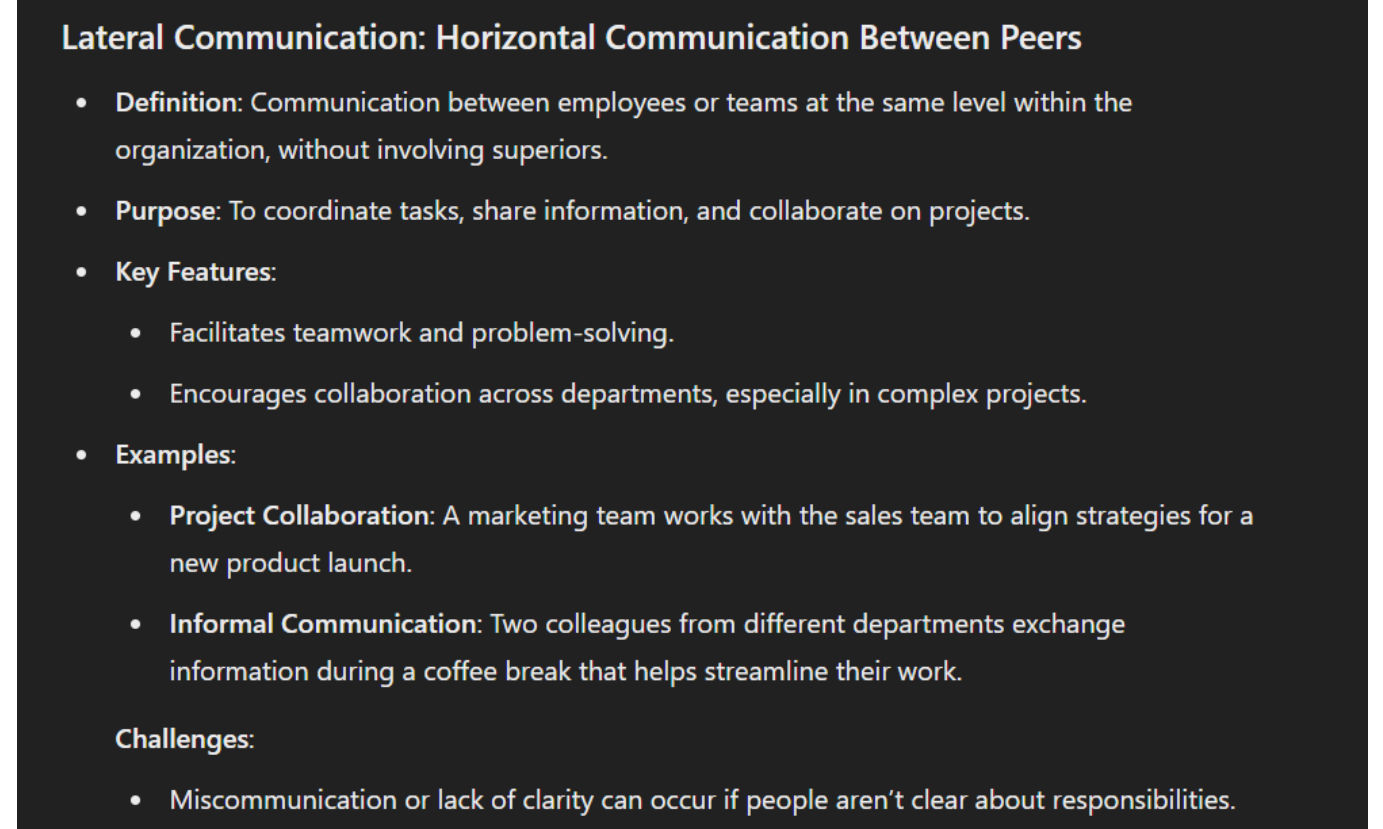 Lateral Communication: Horizontal Communication Between Peers
• Definition: Communication between employees or teams at the same level within the
organization, without involving superiors.
• Purpose: To coordinate tasks, share information, and collaborate on projects.
• Key Features:
• Facilitates teamwork and problem-solving.
• Encourages collaboration across departments, especially in complex projects.
• Examples:
• Project Collaboration: A marketing team works with the sales team to align strategies for a
new product launch.
• Informal Communication: Two colleagues from different departments exchange
information during a coffee break that helps streamline their work.
Challenges:
• Miscommunication or lack of clarity can occur if people aren’t clear about responsibilities.